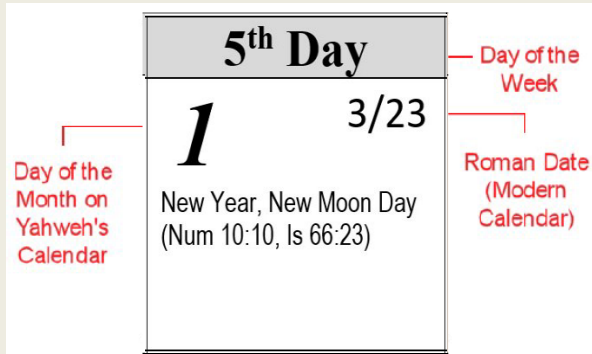 5th Day
Day of the
Week
1
3/23
Day of the
Month on
Yahweh's
Calendar
Roman Date
(Modern
Calendar)
New Year, New Moon Day
(Num 10:10, Is 66:23)